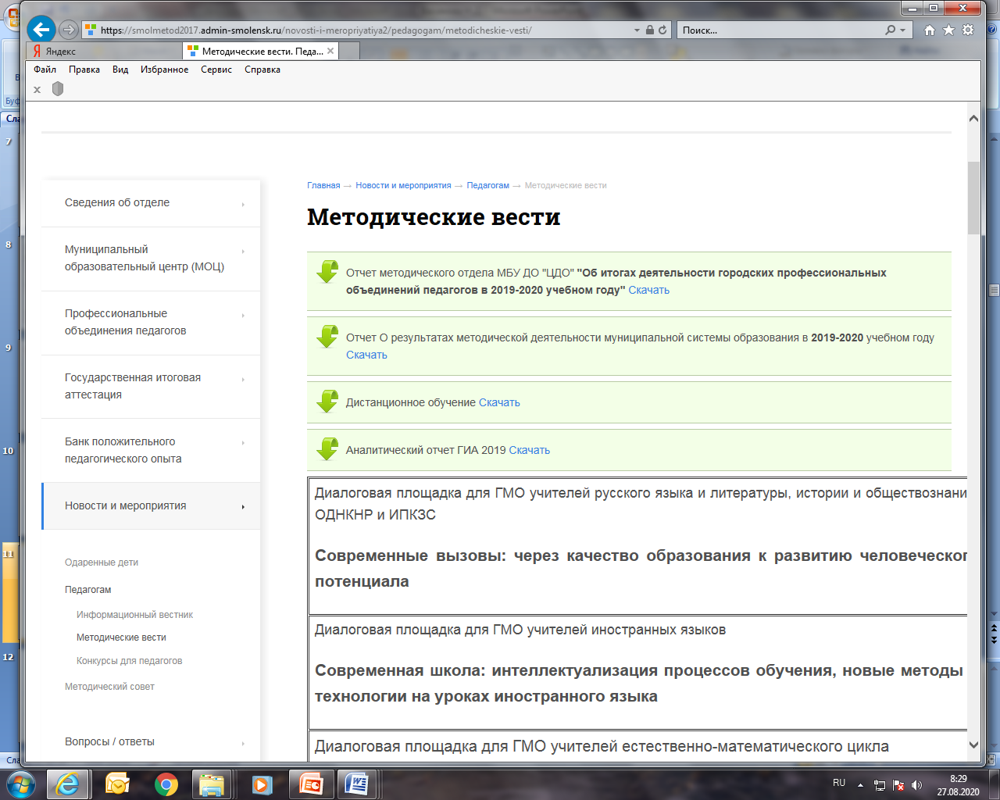 https://smolmetod2017.admin-smolensk.ru/novosti-i-meropriyatiya2/pedagogam/metodicheskie-vesti/
Поиск...
Яндекс
Методические вести. Педа...
Файл Правка Вид Избранное Сервис Справка
x
Сла
7
8
9
10
11
12
Сведения об отделе
Муниципальный
образовательный центр (МОЦ)
Профессиональные
объединения педагогов
Государственная итоговая
аттестация
Банк положительного
педагогического опыта
Новости и мероприятия
Одаренные дети
Педагогам
Информационный вестник
Методические вести
Конкурсы для педагогов
Методический совет
Вопросы / ответы
Главная → Новости и мероприятия → Педагогам → Методические вести
Методические вести
Отчет методического отдела МБУ ДО "ЦДО" "Об итогах деятельности городских профессиональных
объединений педагогов в 2019-2020 учебном году" Скачать
Отчет О результатах методической деятельности муниципальной системы образования в 2019-2020 учебном году
Скачать
Дистанционное обучение Скачать
Аналитический отчет ГИА 2019 Скачать
Диалоговая площадка для ГМО учителей русского языка и литературы, истории и обществознани
ОДНКНР и ИПКЗС
Современные вызовы: через качество образования к развитию человеческог
потенциала
Диалоговая площадка для ГМО учителей иностранных языков
Современная школа: интеллектуализация процессов обучения, новые методы
технологии на уроках иностранного языка
Диалоговая площадка для ГМО учителей естественно-математического цикла
Сла
RU
8:29
27.08.2020